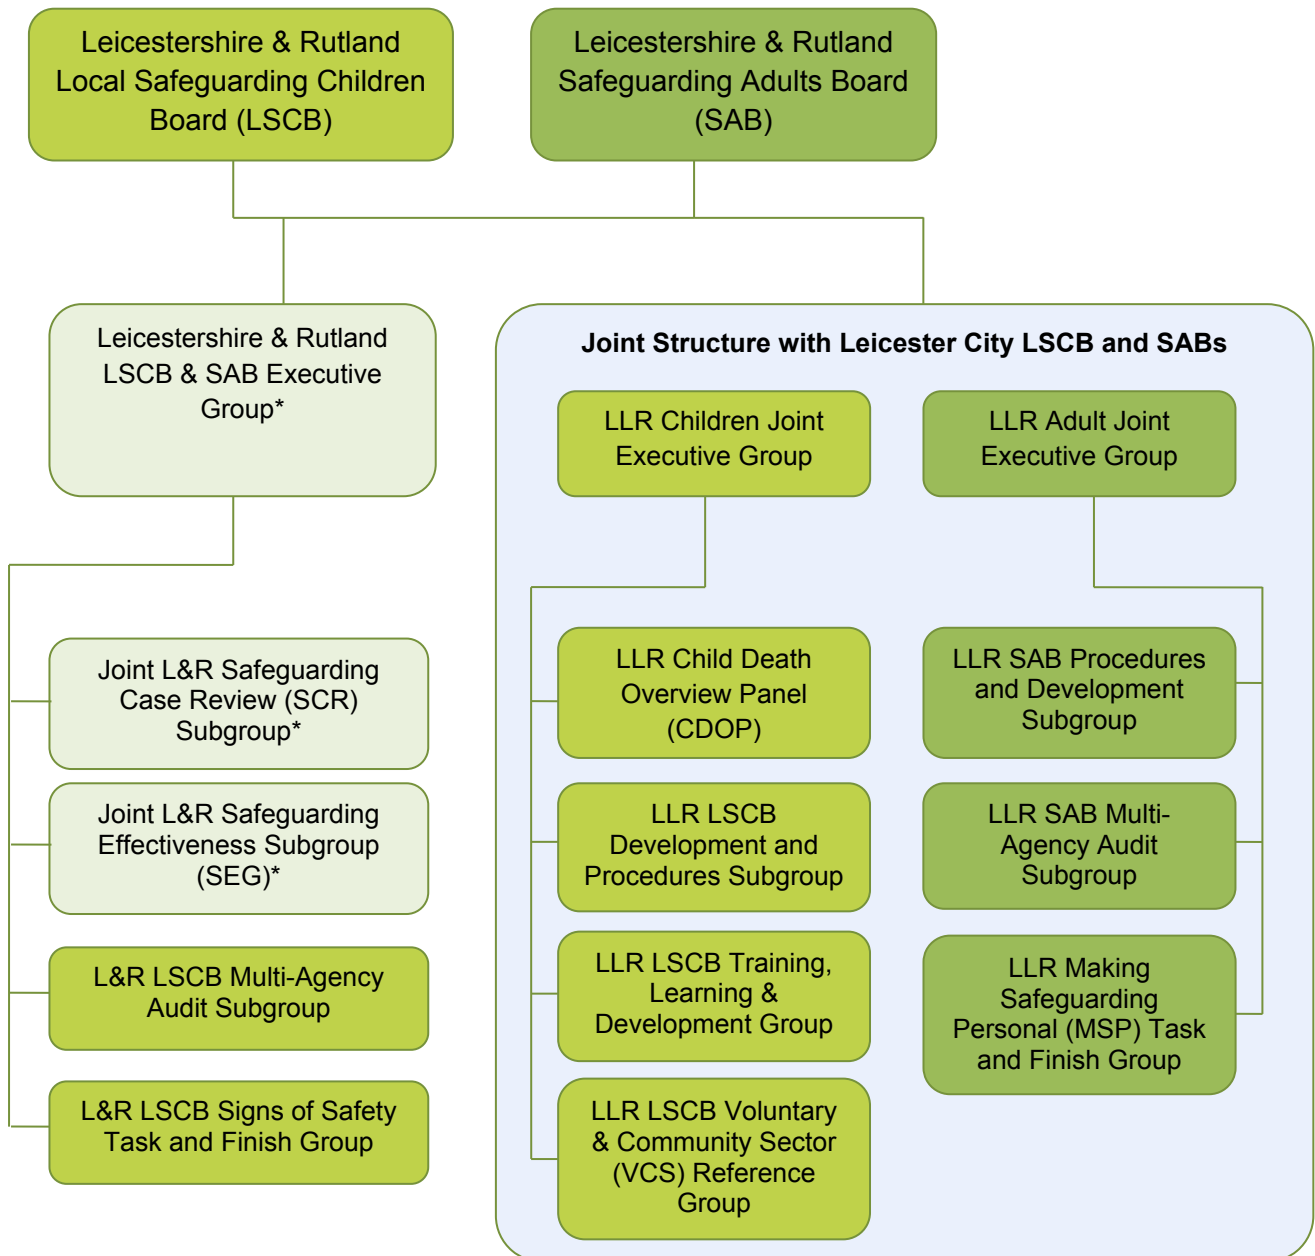 Leicestershire & Rutland
Local Safeguarding Children
Board (LSCB)
Leicestershire & Rutland
Safeguarding Adults Board
(SAB)
Leicestershire & Rutland
LSCB & SAB Executive
Group*
Joint Structure with Leicester City LSCB and SABs
LLR Children Joint
Executive Group
LLR Adult Joint
Executive Group
Joint L&R Safeguarding
Case Review (SCR)
Subgroup*
Joint L&R Safeguarding
Effectiveness Subgroup
(SEG)*
L&R LSCB Multi-Agency
Audit Subgroup
L&R LSCB Signs of Safety
Task and Finish Group
LLR Child Death
Overview Panel
(CDOP)
LLR LSCB
Development and
Procedures Subgroup
LLR LSCB Training,
Learning &
Development Group
LLR LSCB Voluntary
& Community Sector
(VCS) Reference
Group
LLR SAB Procedures
and Development
Subgroup
LLR SAB Multi-
Agency Audit
Subgroup
LLR Making
Safeguarding
Personal (MSP) Task
and Finish Group